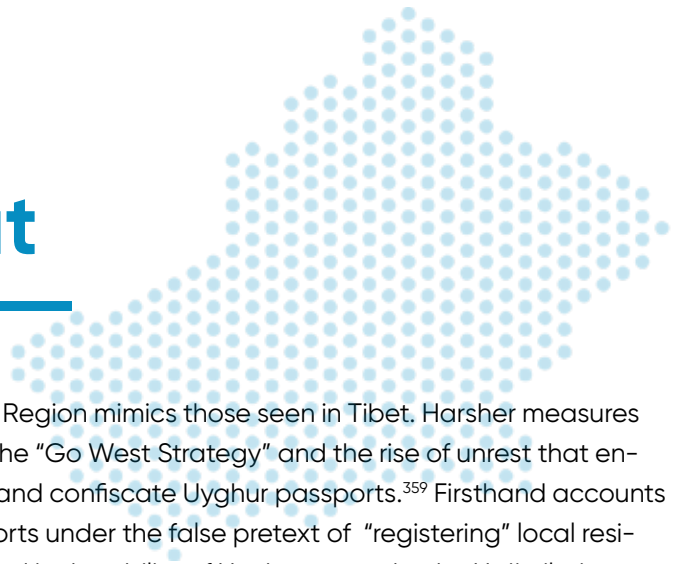 t
Region mimics those seen in Tibet. Harsher measures
he “Go West Strategy” and the rise of unrest that en-
and confiscate Uyghur passports.359 Firsthand accounts
orts under the false pretext of “registering” local resi-